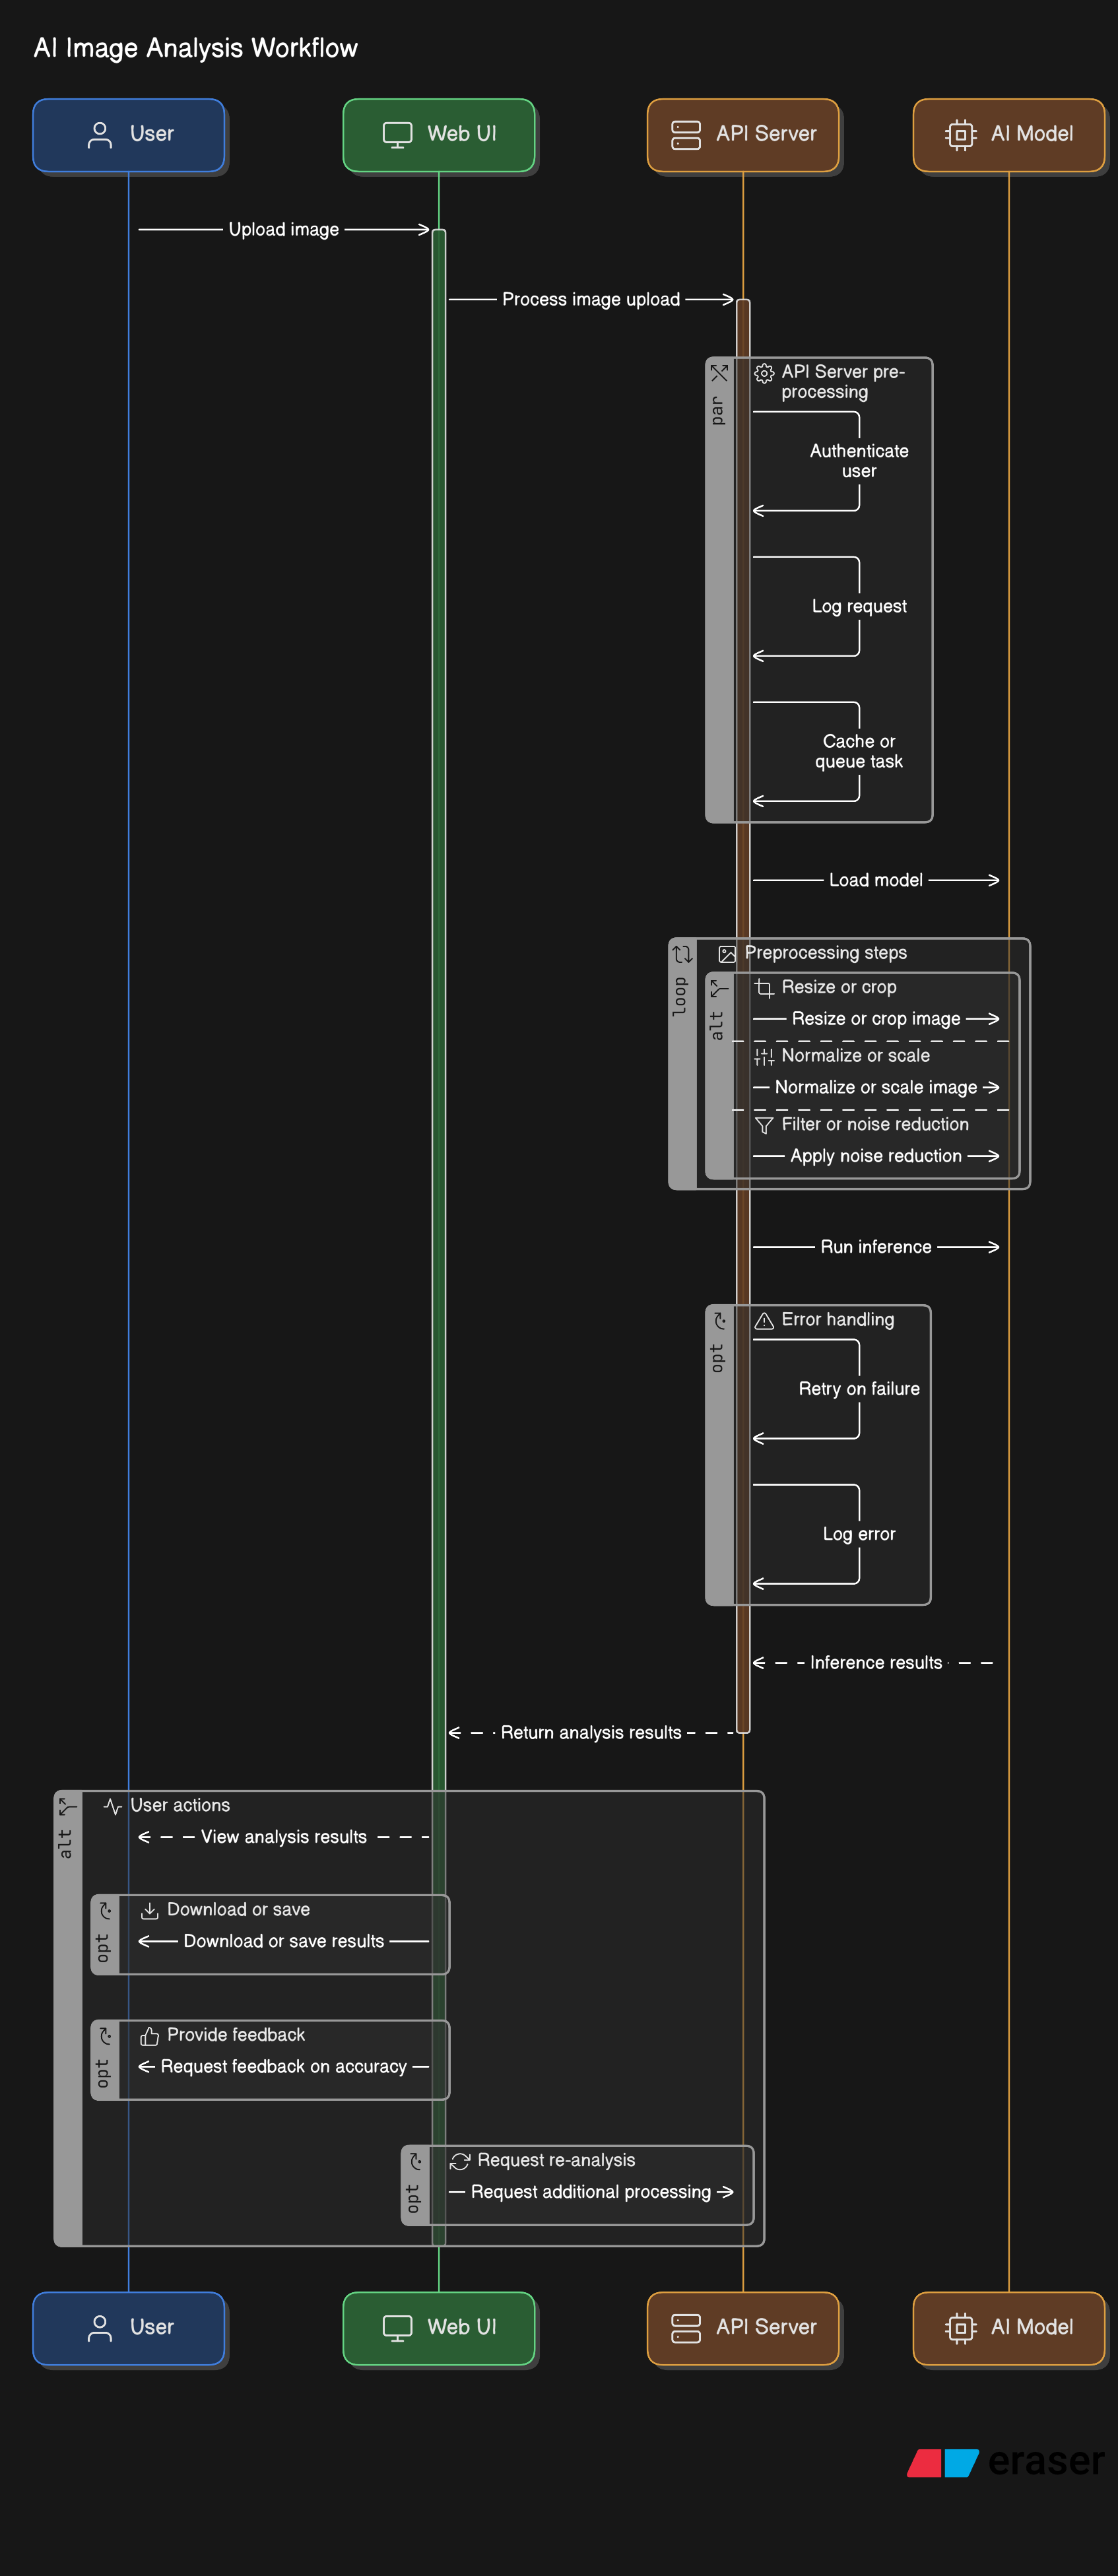 AI Image Analysis Workflow
User
Web UI
API Server
AI Model
Upload image
Process image upload
par
API Server pre-
processing
Authenticate
user
Log request
Cache or
queue task
Load model
loop
Preprocessing steps
alt
Resize or crop
Resize or crop image
Normalize or scale
Normalize or scale image
Filter or noise reduction
Apply noise reduction
Run inference
opt
Error handling
Retry on failure
Log error
Inference results
Return analysis results
alt
User actions
View analysis results
opt
Download or save
Download or save results
opt
Provide feedback
Request feedback on accuracy
opt
Request re-analysis
Request additional processing
User
Web UI
API Server
AI Model
eraser